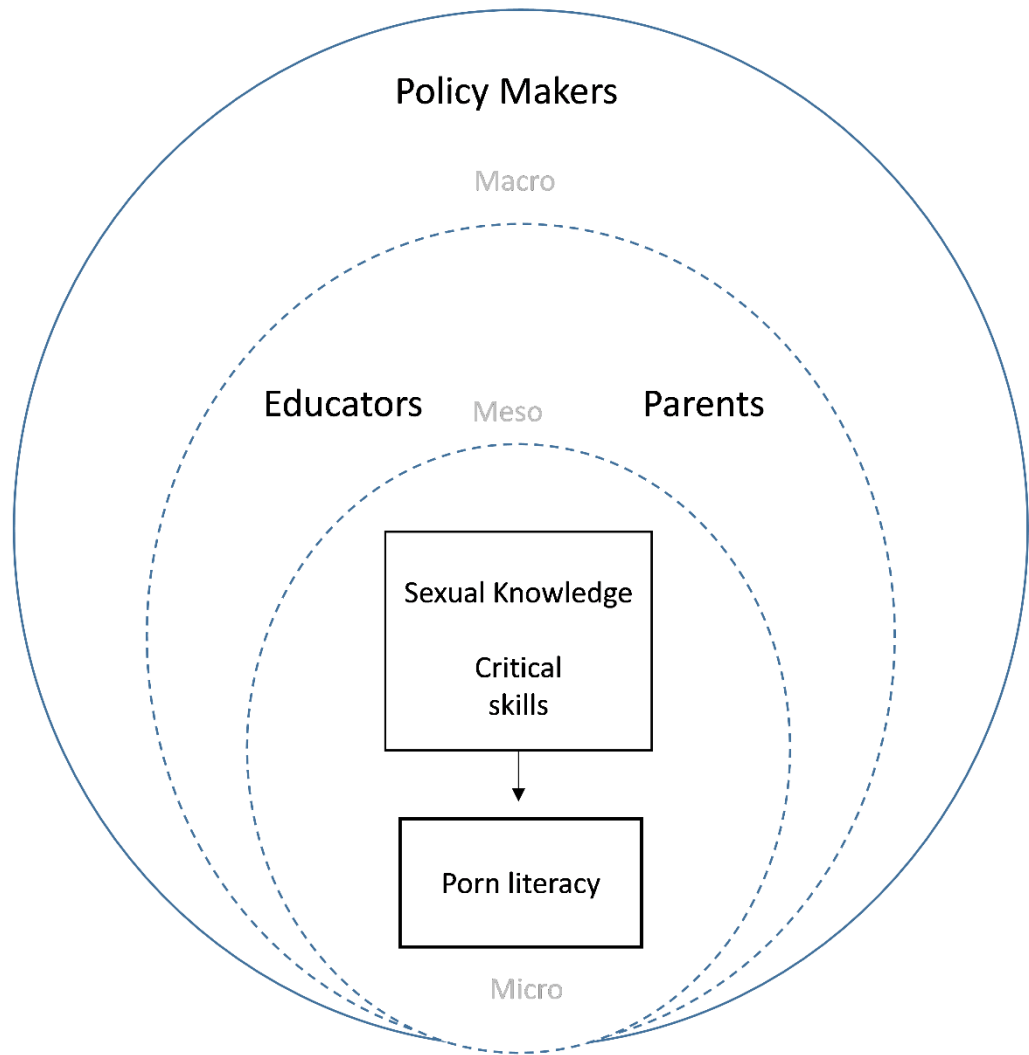 Policy Makers
Macro
Educators Meso Parents
Sexual Knowledge
Critical
skills
Porn literacy
Micro